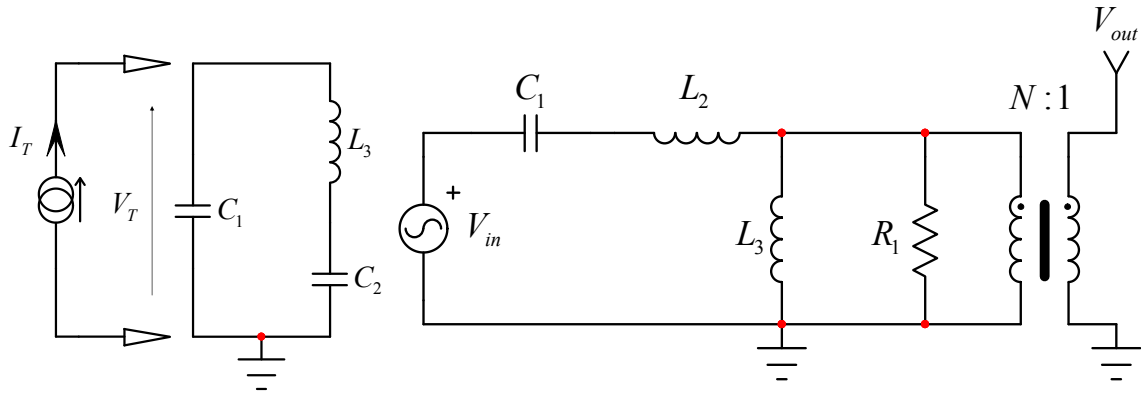 I_T
V_T
C_1
L_3
C_2
C_1
L_2
+
V_in
L_3
R_1
N : 1
V_out